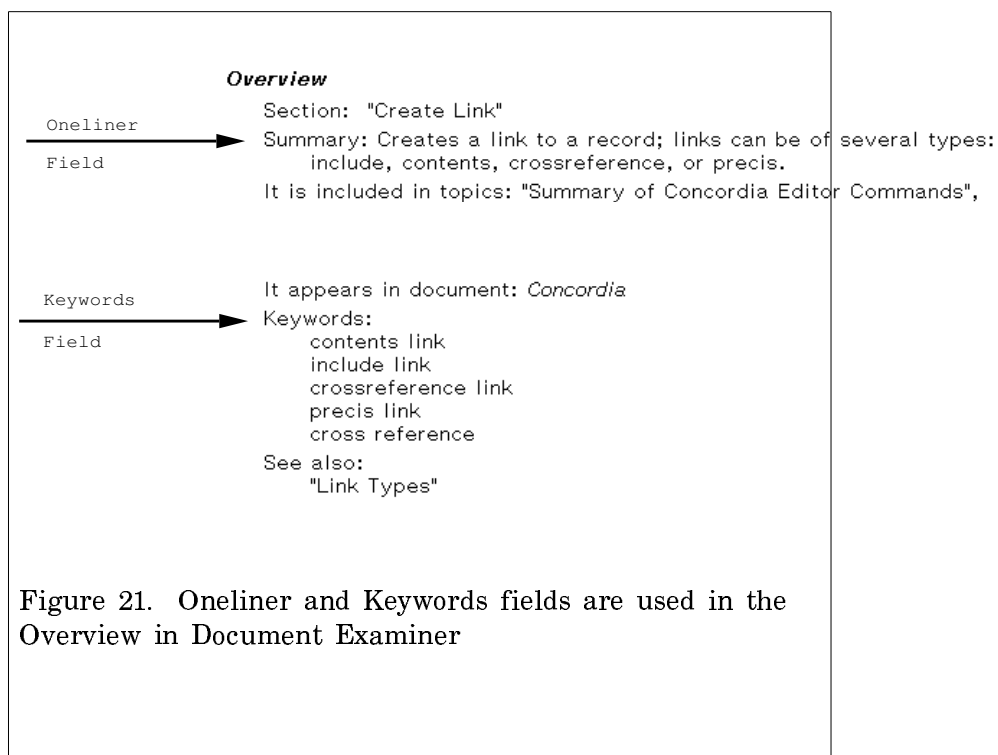 Overview
Section: "Create Link"
Oneliner
Field
Summary: Creates a link to a record; links can be of several types:
include, contents, crossreference, or precis.
It is included in topics: "Summary of Concordia Editor Commands",
It appears in document: Concordia
Keywords
Field
Keywords:
contents link
include link
crossreference link
precis link
cross reference
See also:
"Link Types"
Figure 21. Oneliner and Keywords fields are used in the
Overview in Document Examiner